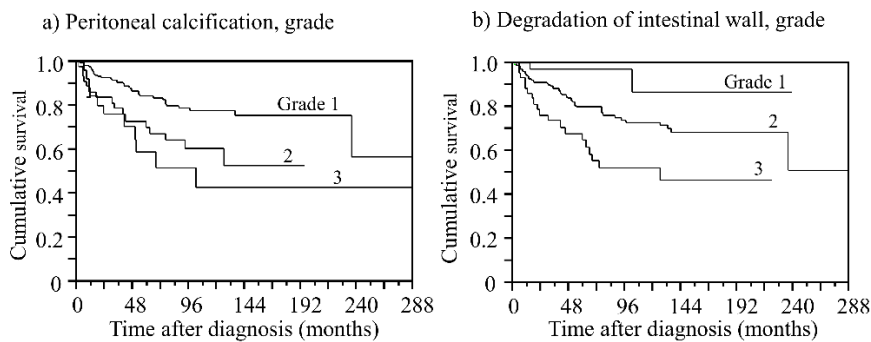 a) Peritoneal calcification, grade
1.0
0.8
0.6
0.4
0.2
0
Cumulative survival
Grade 1
2
3
0 48 96 144 192 240 288
Time after diagnosis (months)
b) Degradation of intestinal wall, grade
1.0
0.8
0.6
0.4
0.2
0
Cumulative survival
Grade 1
2
3
0 48 96 144 192 240 288
Time after diagnosis (months)